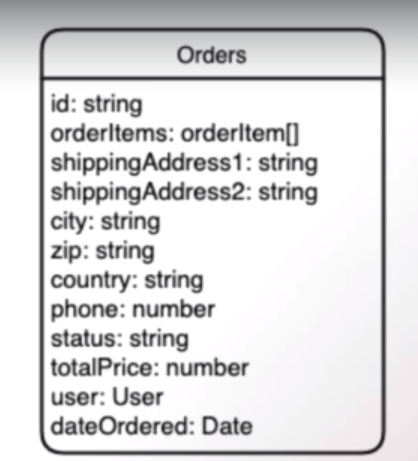 Orders
id: string
orderItems: orderItem[]
shippingAddress1: string
shippingAddress2: string
city: string
zip: string
country: string
phone: number
status: string
totalPrice: number
user: User
dateOrdered: Date